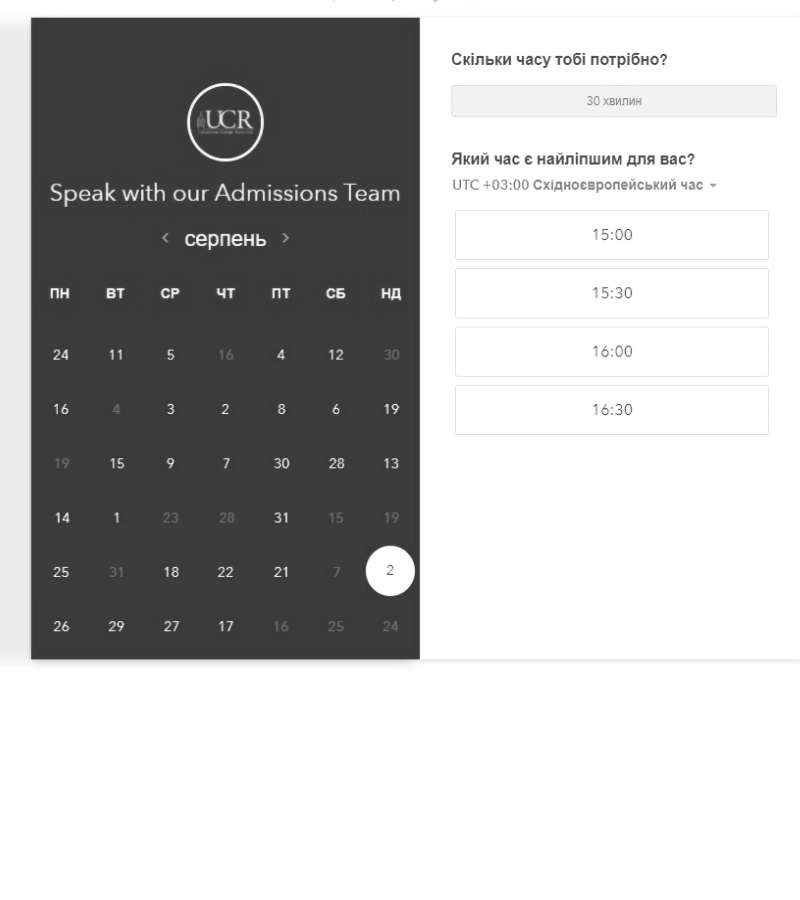 UCR
Speak with our Admissions Team
< серпень >
ПН ВТ СР ЧТ ПТ СБ НД
24 11 5 16 4 12 30
16 4 3 2 8 6 19
19 15 9 7 30 28 13
14 1 23 28 31 15 19
25 31 18 22 21 7 2
26 29 27 17 16 25 24
Скільки часу тобі потрібно?
30 хвилин
Який час є найліпшим для вас?
UTC +03:00 Східноєвропейський час
15:00
15:30
16:00
16:30